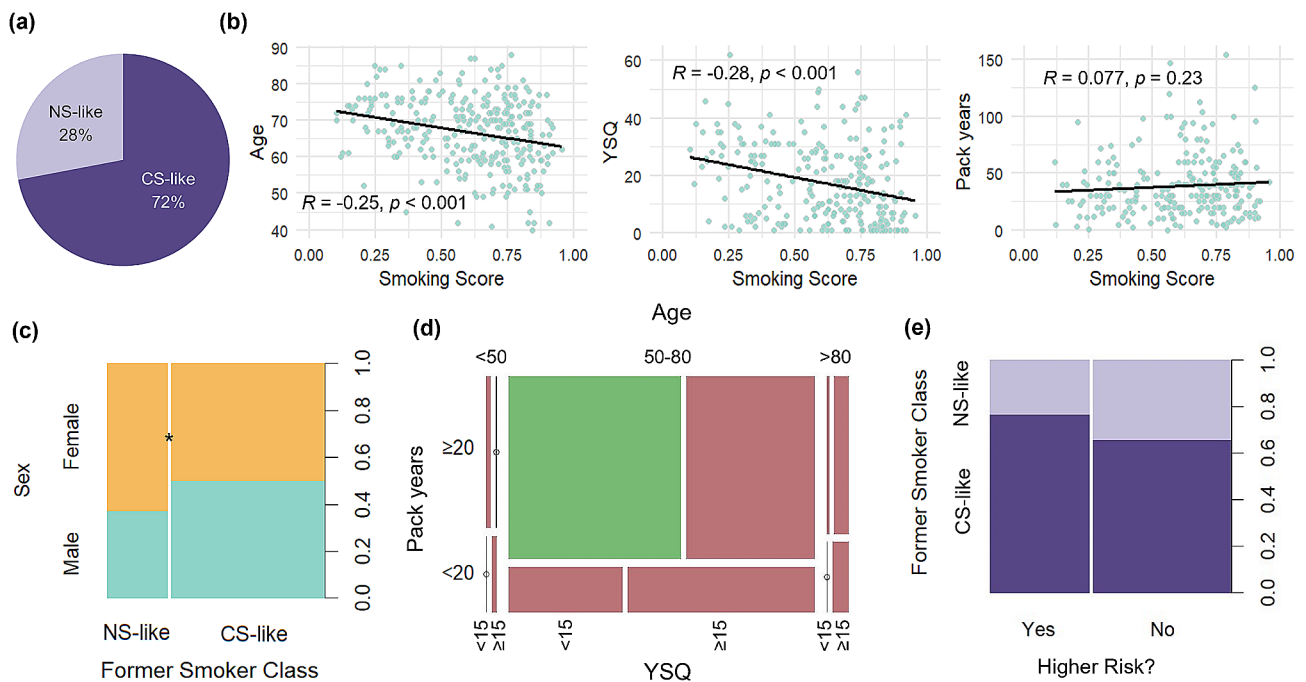 (a)
NS-like
28%
CS-like
72%
(b)
90
80
70
60
50
40
Age
R = -0.25, p < 0.001
0.00 0.25 0.50 0.75 1.00
Smoking Score
60
40
20
0
YSQ
R = -0.28, p < 0.001
0.00 0.25 0.50 0.75 1.00
Smoking Score
150
100
50
0
Pack years
R = 0.077, p = 0.23
0.00 0.25 0.50 0.75 1.00
Smoking Score
(c)
Sex
Female
Male
*
1.0
0.8
0.6
0.4
0.2
0.0
NS-like CS-like
Former Smoker Class
(d)
Age
<50 50-80 >80
Pack years
≥20
<20
<15 ≥15 <15 ≥15 <15 ≥15
YSQ
(e)
Former Smoker Class
NS-like
CS-like
1.0
0.8
0.6
0.4
0.2
0.0
Yes No
Higher Risk?